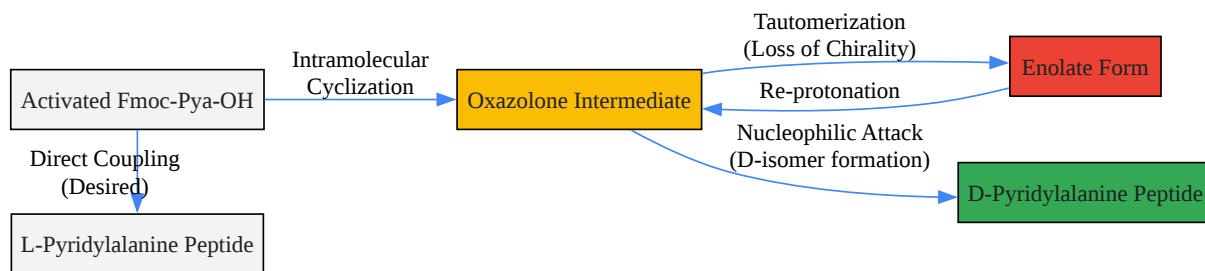 Activated Fmoc-Pya-OH
Intramolecular
Cyclization
Oxazolone Intermediate
Tautomerization
(Loss of Chirality)
Enolate Form
Re-protonation
Direct Coupling
(Desired)
Nucleophilic Attack
(D-isomer formation)
D-Pyridylalanine Peptide
L-Pyridylalanine Peptide